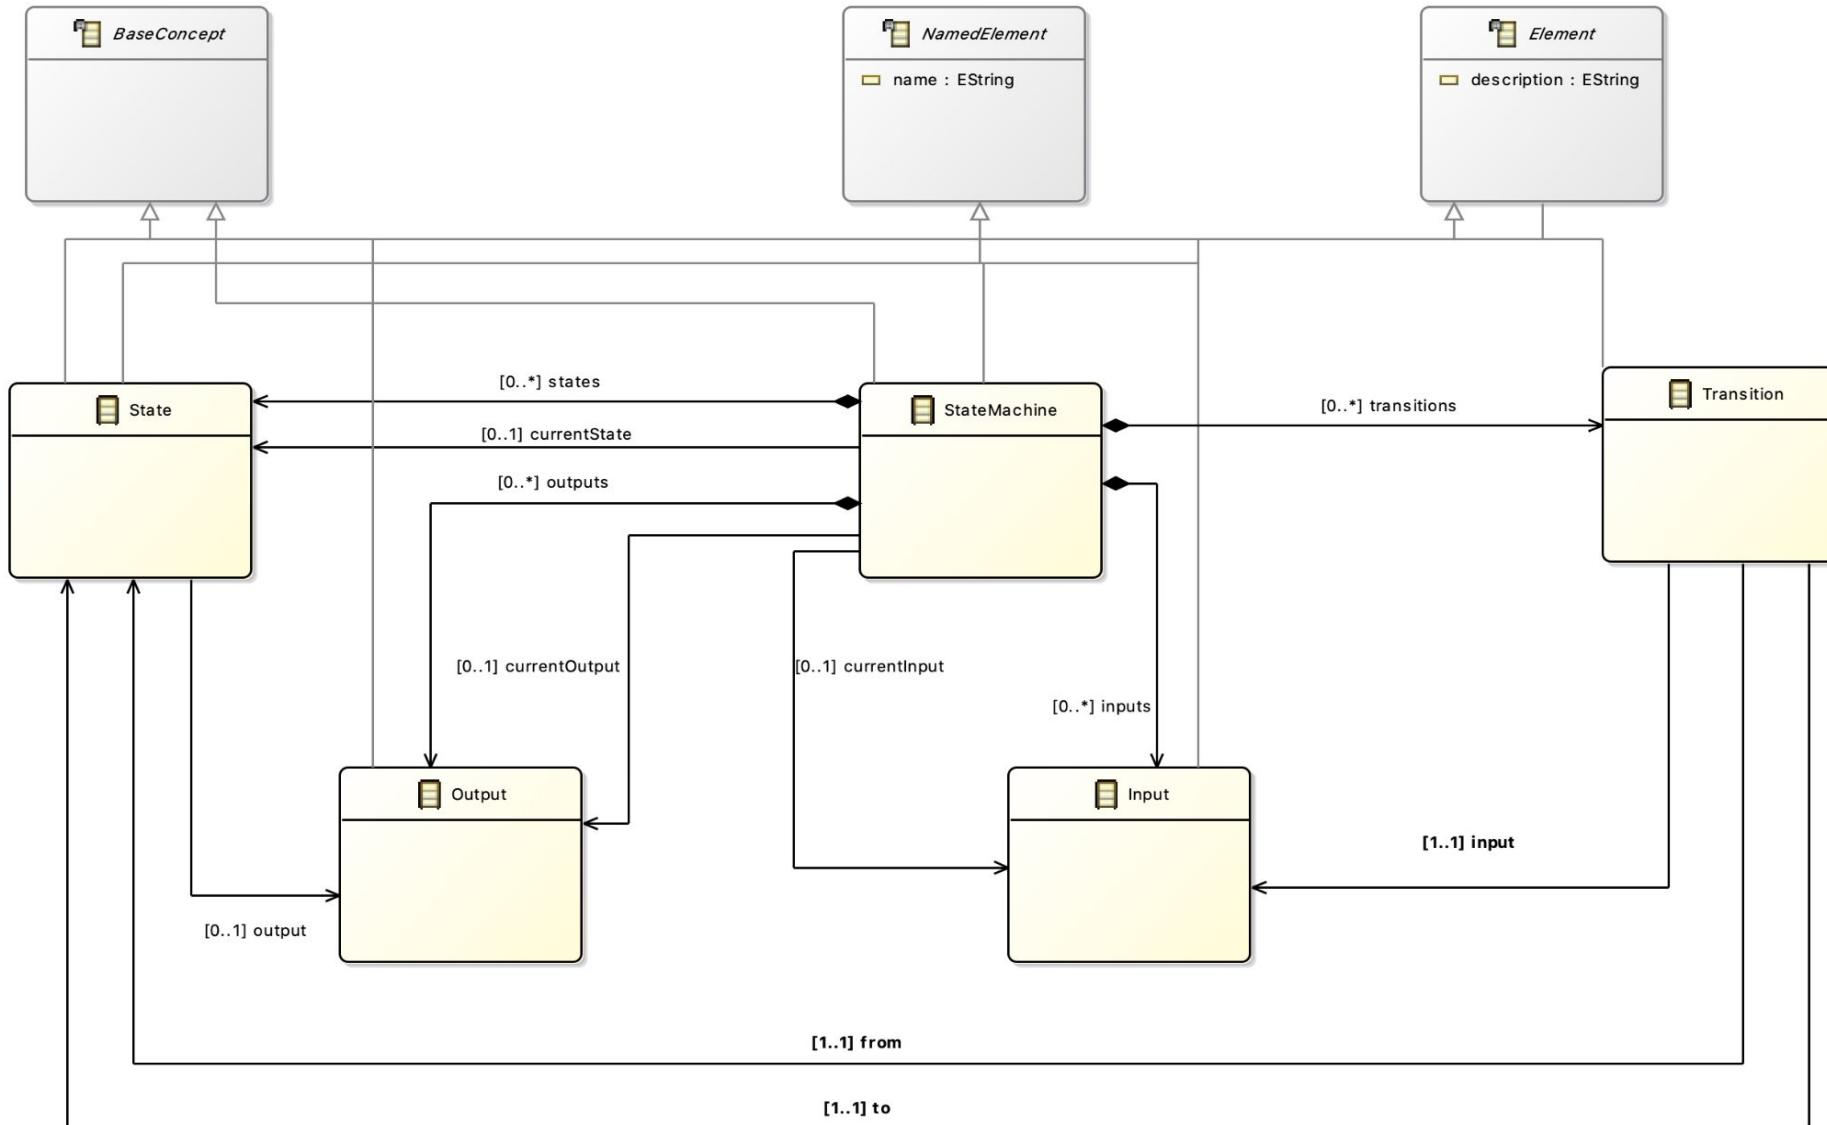 BaseConcept
NamedElement
name : EString
Element
description : EString
State
[0..*] states
[0..1] currentState
[0..*] outputs
StateMachine
[0..*] transitions
Transition
[0..1] currentOutput
[0..1] currentInput
[0..*] inputs
Output
Input
[1..1] input
[0..1] output
[1..1] from
[1..1] to